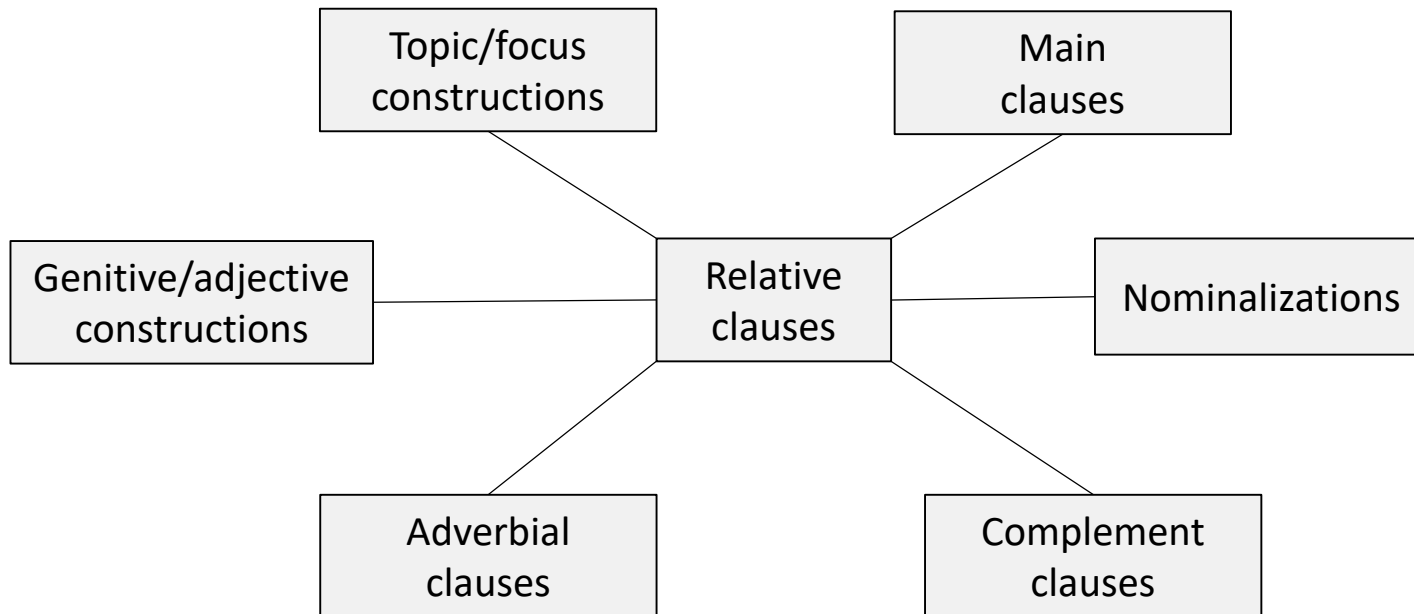 Topic/focus
constructions
Main
clauses
Genitive/adjective
constructions
Relative
clauses
Nominalizations
Adverbial
clauses
Complement
clauses